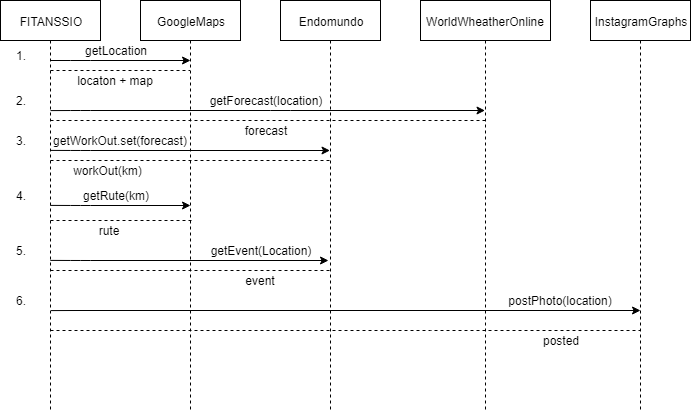 FITANSSIO GoogleMaps Endomundo WorldWheatherOnline InstagramGraphs
1. getLocation
locaton + map
2. getForecast(location)
forecast
3. getWorkOut.set(forecast)
workOut(km)
4. getRute(km)
rute
5. getEvent(Location)
event
6. postPhoto(location)
posted